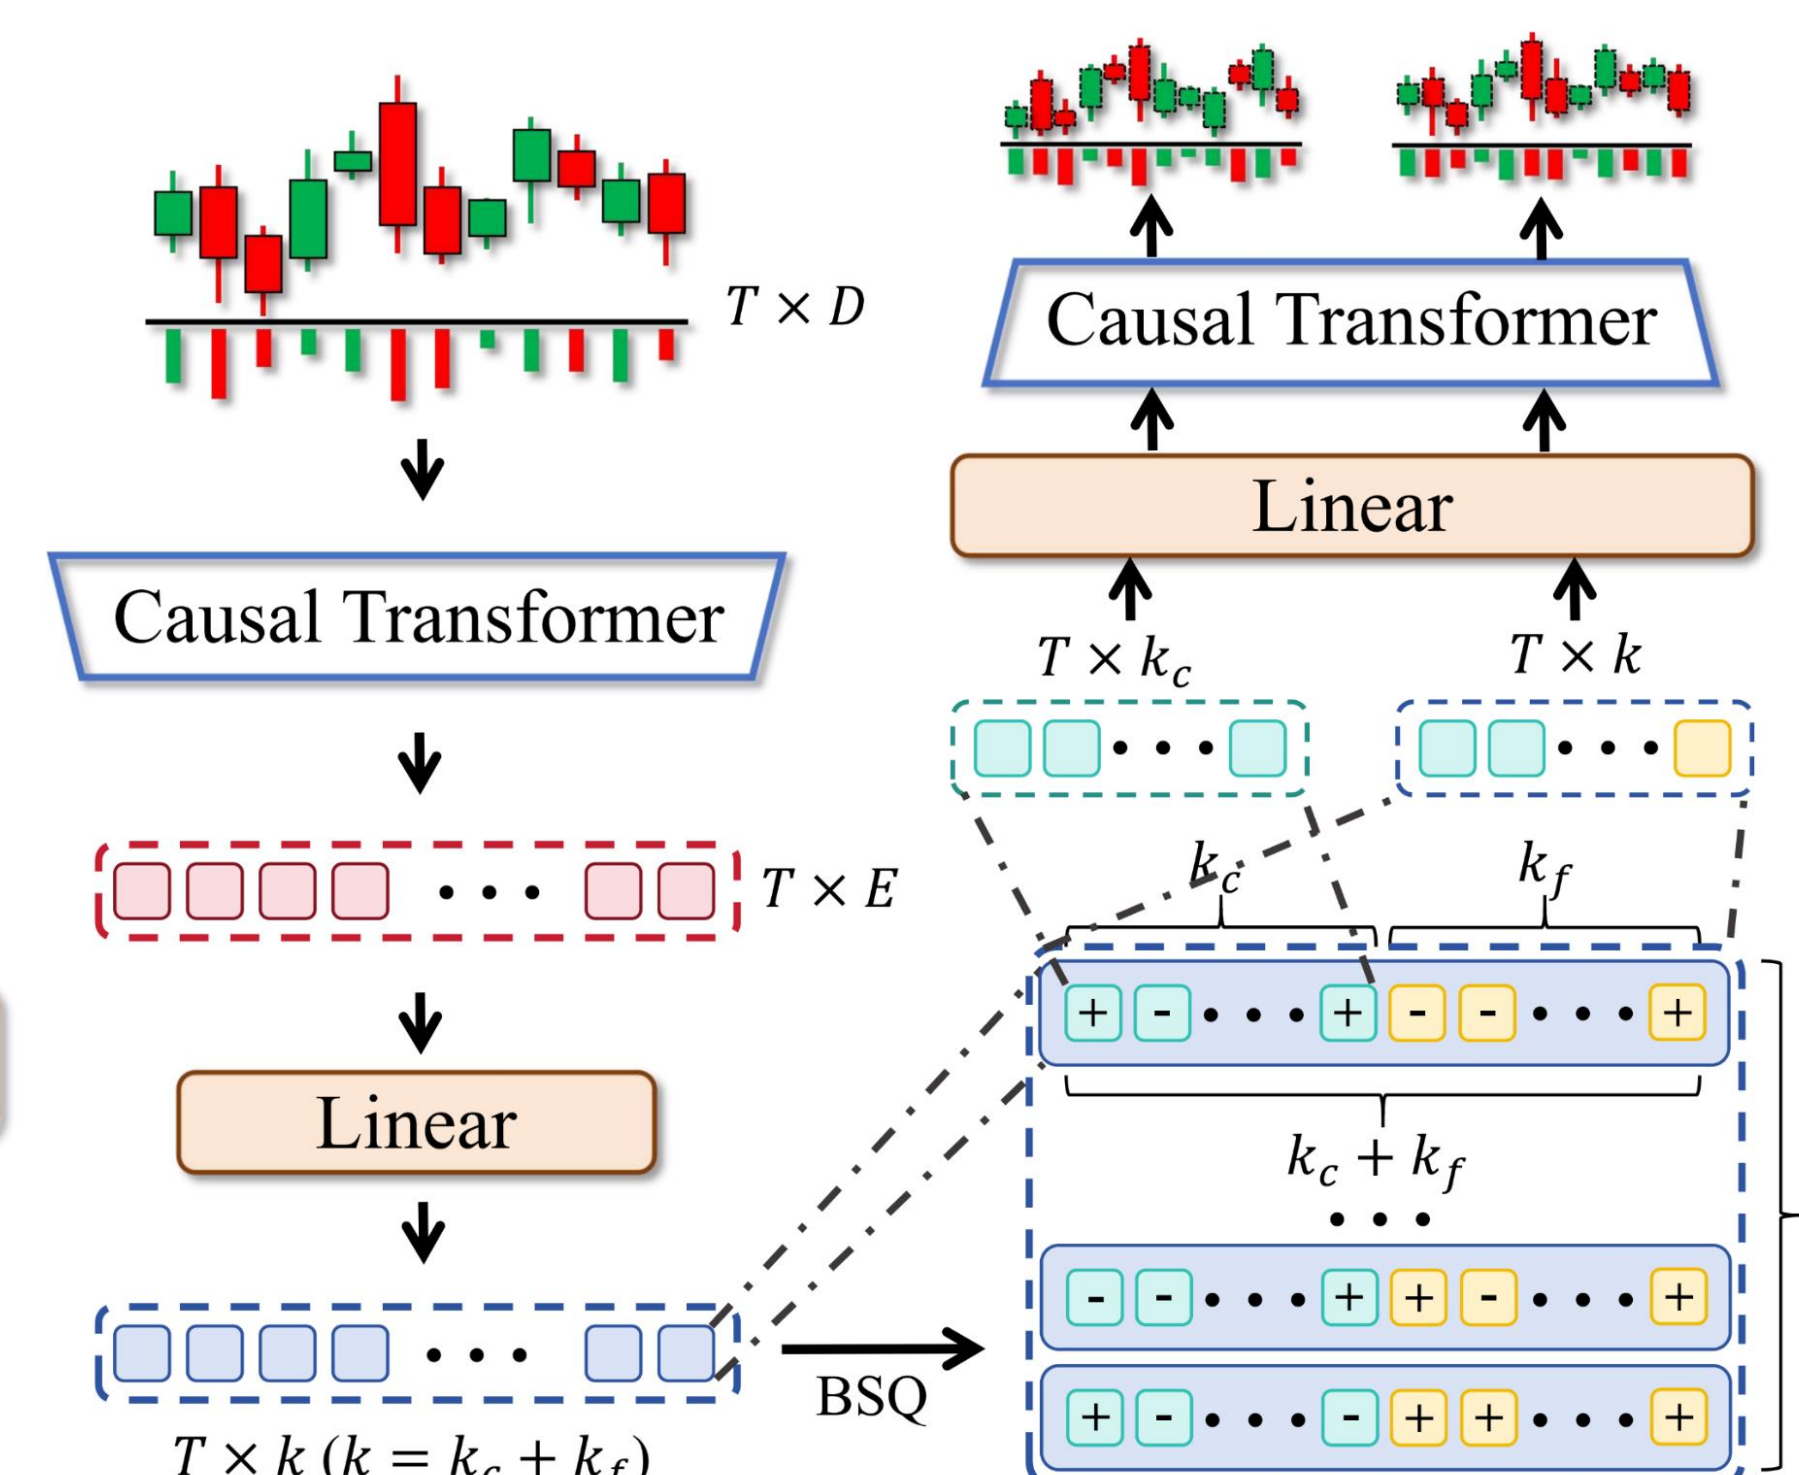 T × D
Causal Transformer
T × E
Linear
T × k (k = k_c + k_f)
BSQ
Causal Transformer
Linear
T × k_c
T × k
k_c
k_f
+ - + - - +
k_c + k_f
- - + + - +
+ - - + + +